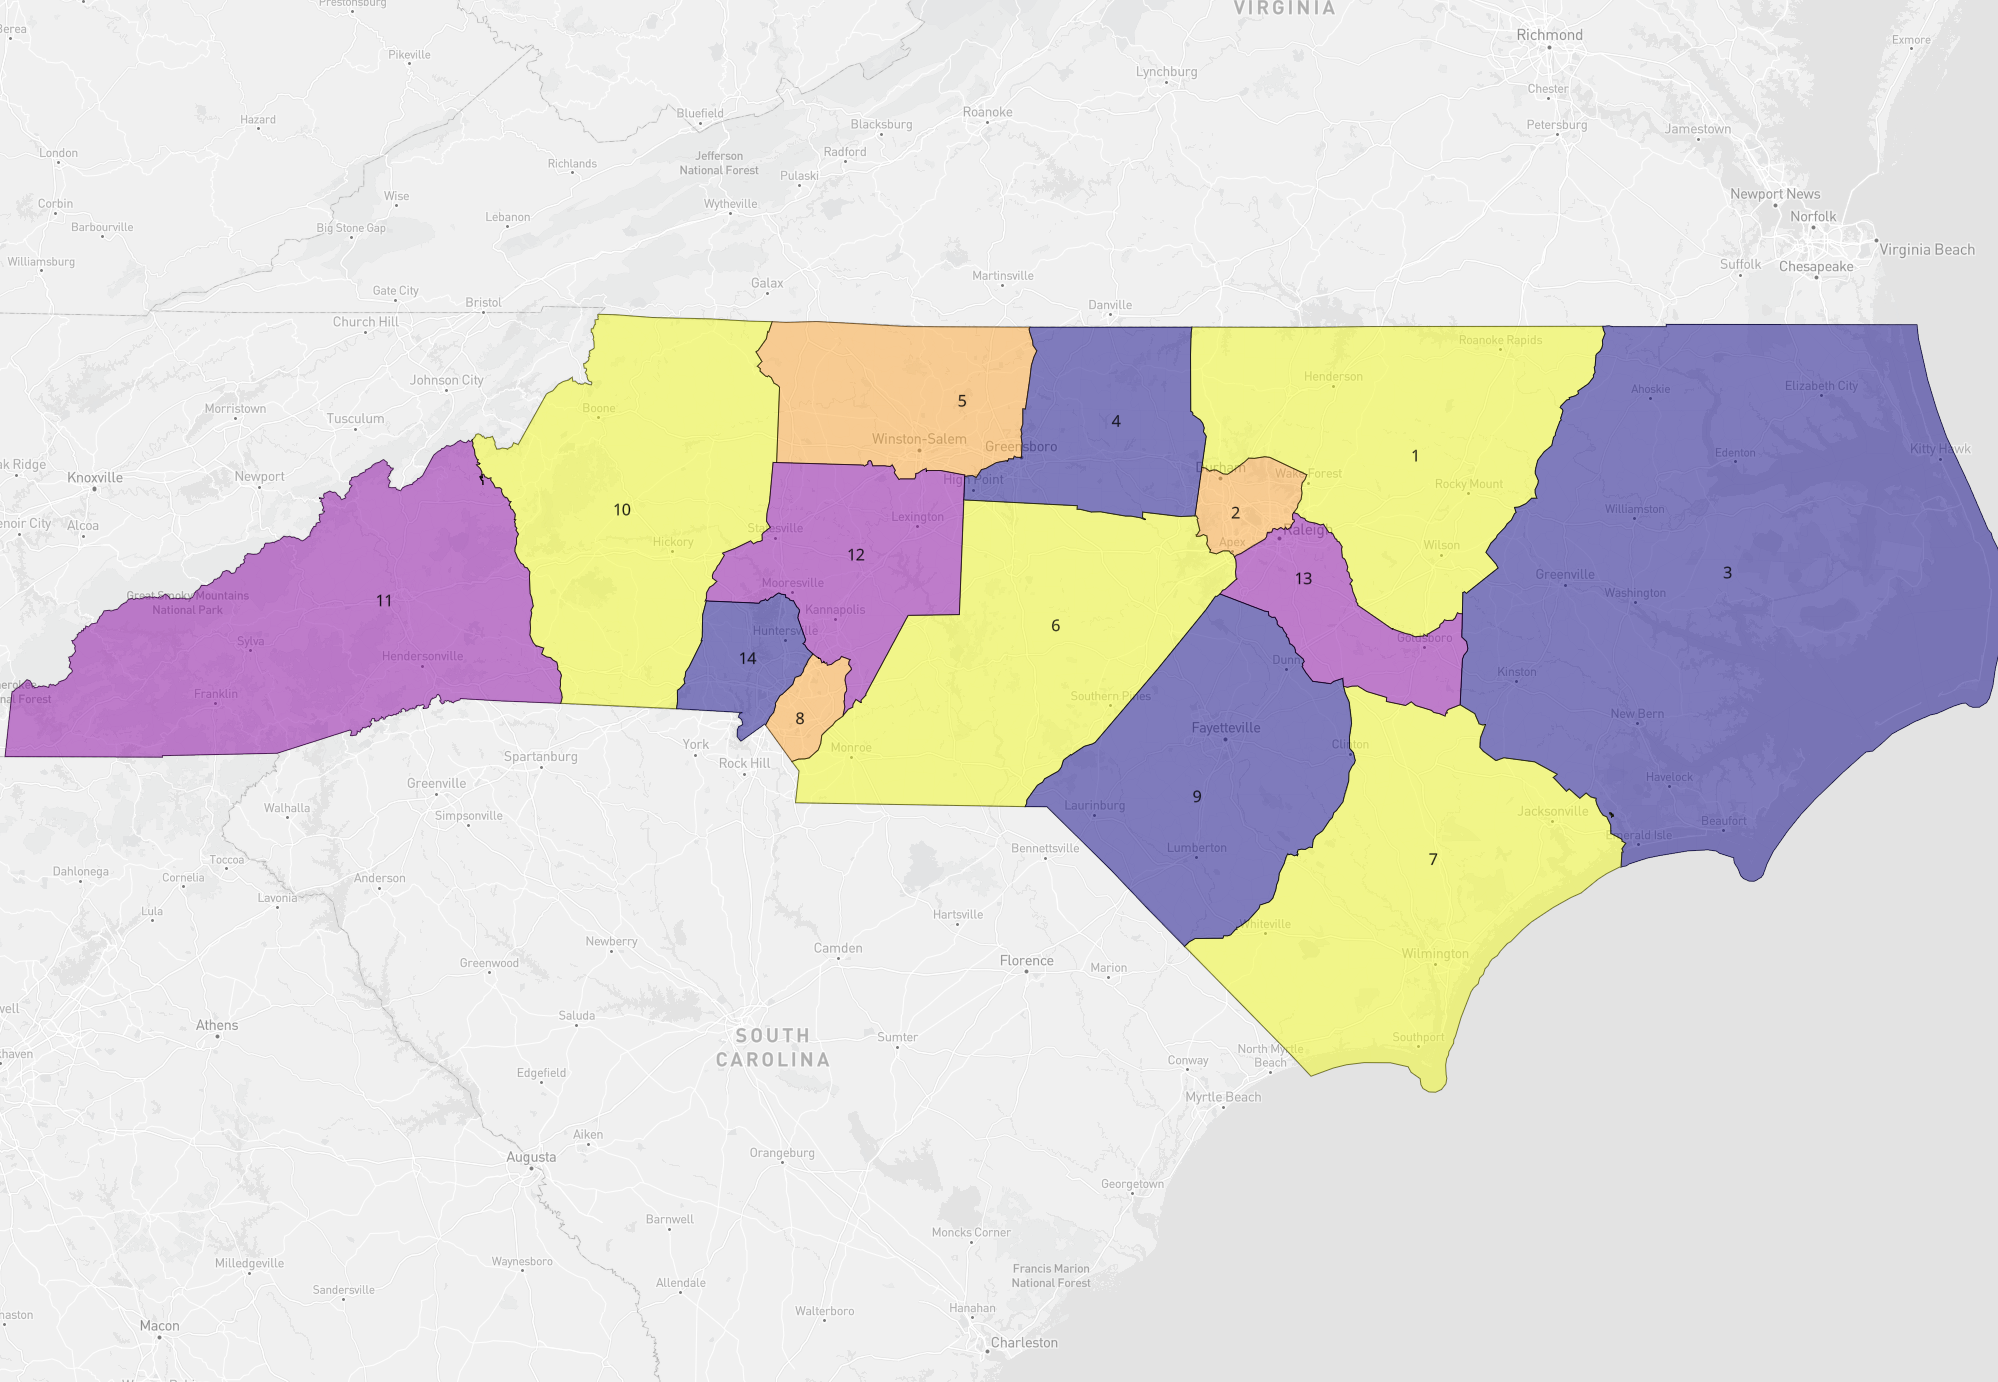 Prestonsburg
VIRGINIA
Berea
Pikeville
Richmond
Exmore
Lynchburg
Chester
Hazard
Bluefield
Roanoke
Blacksburg
Petersburg
Jamestown
London
Richlands
Jefferson
National Forest
Radford
Pulaski
Wise
Newport News
Corbin
Lebanon
Wytheville
Norfolk
Barbourville
Big Stone Gap
Virginia Beach
Williamsburg
Suffolk
Chesapeake
Galax
Martinsville
Gate City
Bristol
Danville
Church Hill
Roanoke Rapids
Johnson City
Henderson
Ahoskie
Elizabeth City
Morristown
Tusculum
Boone
5
4
Winston-Salem
Greensboro
1
Edenton
Kitty Hawk
ak Ridge
Knoxville
Newport
Durham
Wake Forest
High Point
Rocky Mount
10
2
Williamston
enoir City
Alcoa
Lexington
Statesville
Raleigh
Hickory
Apex
Wilson
12
13
3
Greenville
Mooresville
Great Smoky Mountains
National Park
11
Washington
Kannapolis
6
Huntersville
Goldsboro
Sylva
Hendersonville
14
Dunn
Kinston
nal Forest
Franklin
Southern Pines
8
New Bern
Fayetteville
York
Monroe
Clinton
Spartanburg
Rock Hill
Havelock
Greenville
9
Laurinburg
Walhalla
Simpsonville
Jacksonville
Beaufort
Emerald Isle
Bennettsville
Lumberton
Toccoa
7
Dahlonega
Cornelia
Anderson
Lavonia
Lula
Hartsville
Whiteville
Newberry
Camden
Wilmington
Greenwood
Florence
Marion
well
Saluda
Athens
SOUTH
CAROLINA
Sumter
Southport
khaven
North Myrtle
Beach
Conway
Edgefield
Myrtle Beach
Aiken
Orangeburg
Augusta
Georgetown
Barnwell
Moncks Corner
Milledgeville
Waynesboro
Francis Marion
National Forest
Sandersville
Allendale
Walterboro
Hanahan
Macon
Charleston